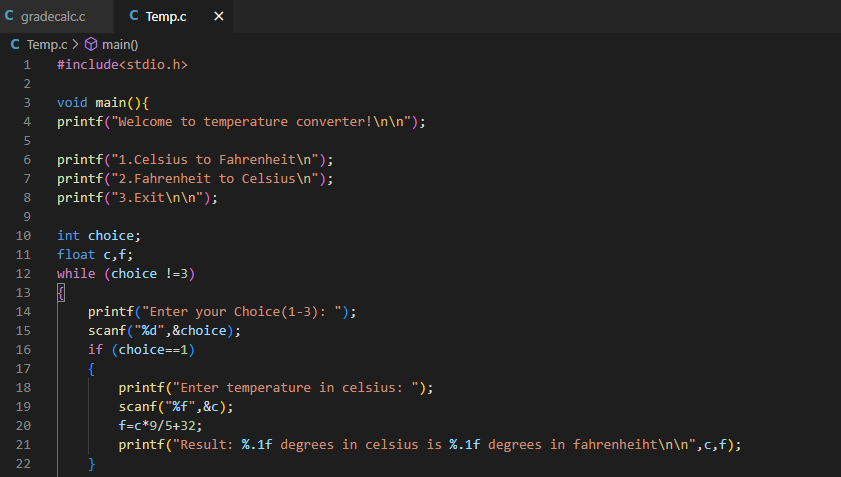 C gradecalc.c C Temp.c ×
C Temp.c > main()
1 #include<stdio.h>
2
3 void main(){
4 printf("Welcome to temperature converter!\n\n");
5
6 printf("1.Celsius to Fahrenheit\n");
7 printf("2.Fahrenheit to Celsius\n");
8 printf("3.Exit\n\n");
9
10 int choice;
11 float c,f;
12 while (choice !=3)
13 {
14     printf("Enter your Choice(1-3): ");
15     scanf("%d",&choice);
16     if (choice==1)
17     {
18         printf("Enter temperature in celsius: ");
19         scanf("%f",&c);
20         f=c*9/5+32;
21         printf("Result: %.1f degrees in celsius is %.1f degrees in fahrenheiht\n\n",c,f);
22     }